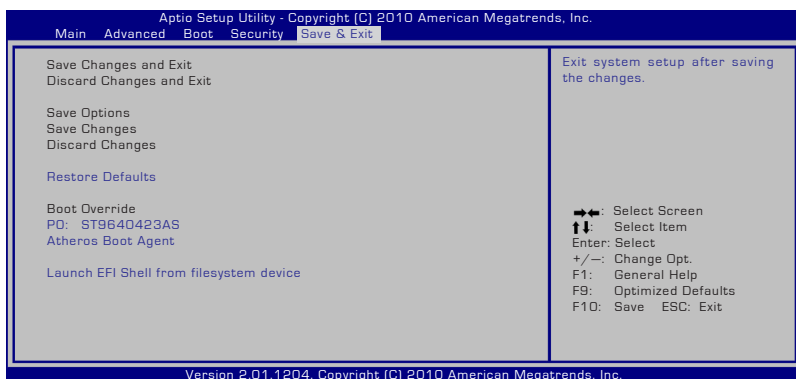 Aptio Setup Utility - Copyright (C) 2010 American Megatrends, Inc.
Main Advanced Boot Security Save & Exit
Save Changes and Exit
Discard Changes and Exit
Save Options
Save Changes
Discard Changes
Restore Defaults
Boot Override
P0: ST9640423AS
Atheros Boot Agent
Launch EFI Shell from filesystem device
Exit system setup after saving
the changes.
→←: Select Screen
↑↓: Select Item
Enter: Select
+/—: Change Opt.
F1: General Help
F9: Optimized Defaults
F10: Save ESC: Exit
Version 2.01.1204. Copyright (C) 2010 American Megatrends, Inc.